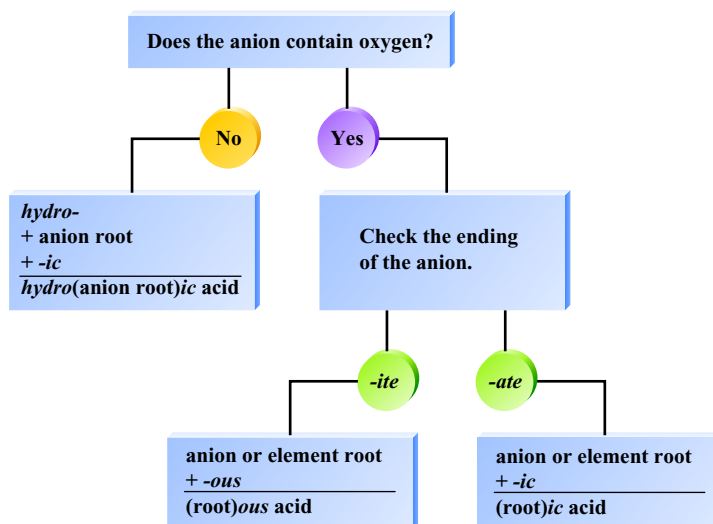 Does the anion contain oxygen?
No
Yes
hydro-
+ anion root
+ -ic
hydro(anion root)ic acid
Check the ending
of the anion.
-ite
-ate
anion or element root
+ -ous
(root)ous acid
anion or element root
+ -ic
(root)ic acid